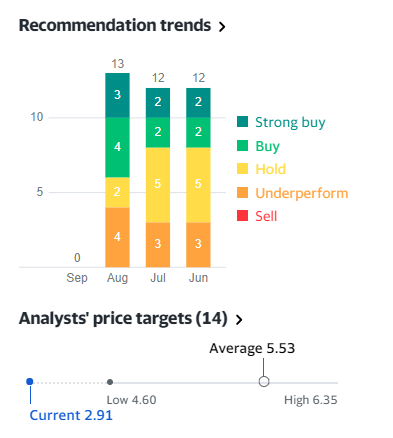 Recommendation trends >
13
12
12
3
2
2
10
4
2
2
5
5
5
2
4
3
3
0
Sep Aug Jul Jun
Strong buy
Buy
Hold
Underperform
Sell
Analysts' price targets (14) >
Average 5.53
Low 4.60
High 6.35
Current 2.91